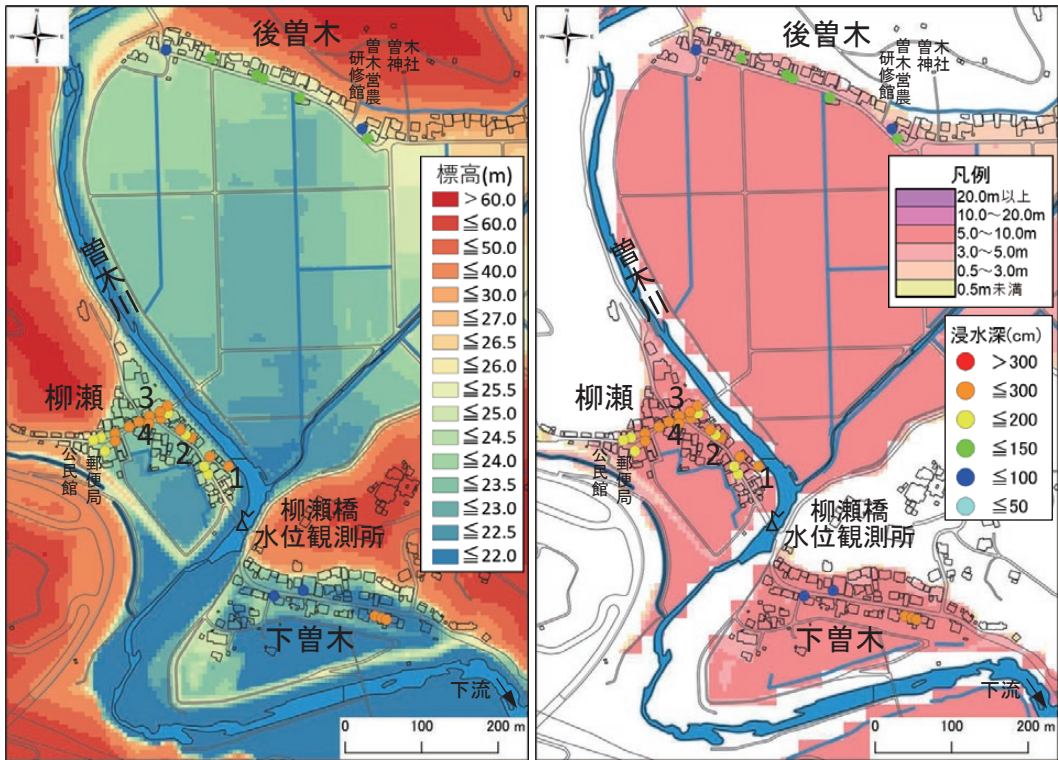 後曽木
曽木神社
曽木営農研修館
標高(m)
>60.0
≦60.0
≦50.0
≦40.0
≦30.0
≦27.0
≦26.5
≦26.0
≦25.5
≦25.0
≦24.5
≦24.0
≦23.5
≦23.0
≦22.5
≦22.0
曽木川
柳瀬
3
4
2
1
公民館
郵便局
柳瀬橋
水位観測所
下曽木
下流
0 100 200 m
後曽木
曽木神社
曽木営農研修館
凡例
20.0m以上
10.0~20.0m
5.0~10.0m
3.0~5.0m
0.5~3.0m
0.5m未満
浸水深(cm)
>300
≦300
≦200
≦150
≦100
≦50
曽木川
柳瀬
3
4
2
1
公民館
郵便局
柳瀬橋
水位観測所
下曽木
下流
0 100 200 m